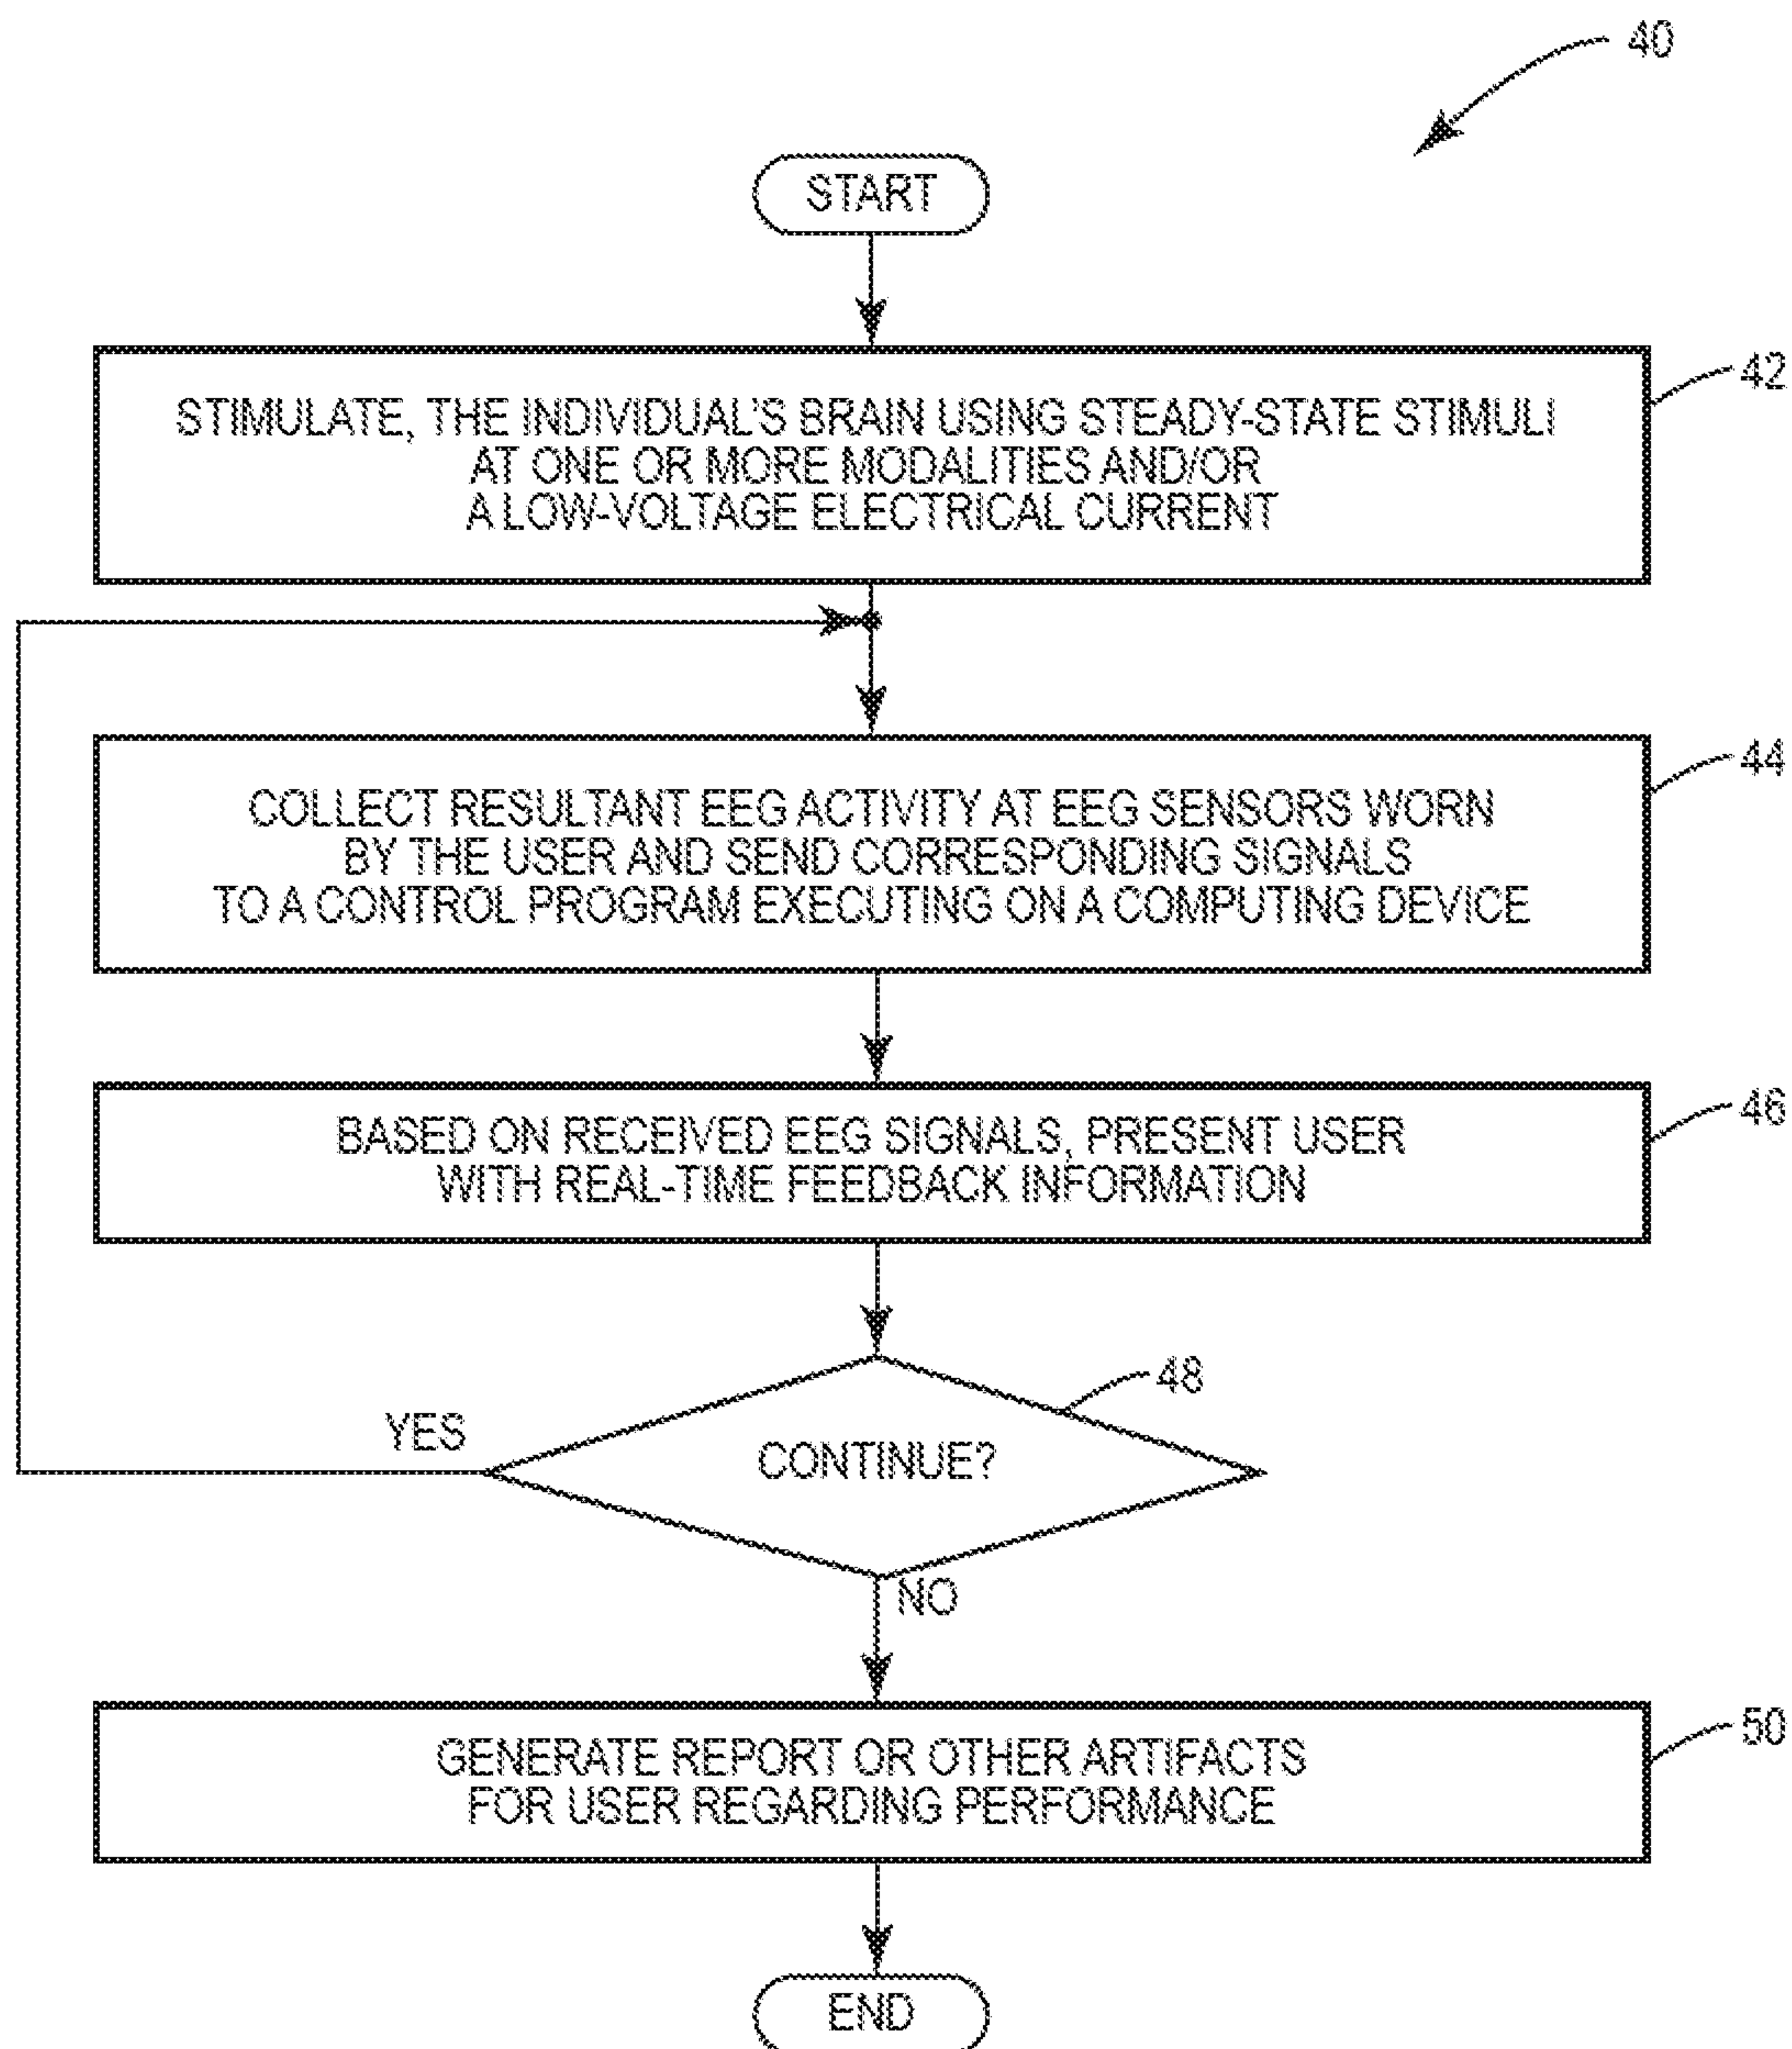 40
START
42
STIMULATE, THE INDIVIDUAL'S BRAIN USING STEADY-STATE STIMULI
AT ONE OR MORE MODALITIES AND/OR
A LOW-VOLTAGE ELECTRICAL CURRENT
44
COLLECT RESULTANT EEG ACTIVITY AT EEG SENSORS WORN
BY THE USER AND SEND CORRESPONDING SIGNALS
TO A CONTROL PROGRAM EXECUTING ON A COMPUTING DEVICE
46
BASED ON RECEIVED EEG SIGNALS, PRESENT USER
WITH REAL-TIME FEEDBACK INFORMATION
48
YES
CONTINUE?
NO
50
GENERATE REPORT OR OTHER ARTIFACTS
FOR USER REGARDING PERFORMANCE
END